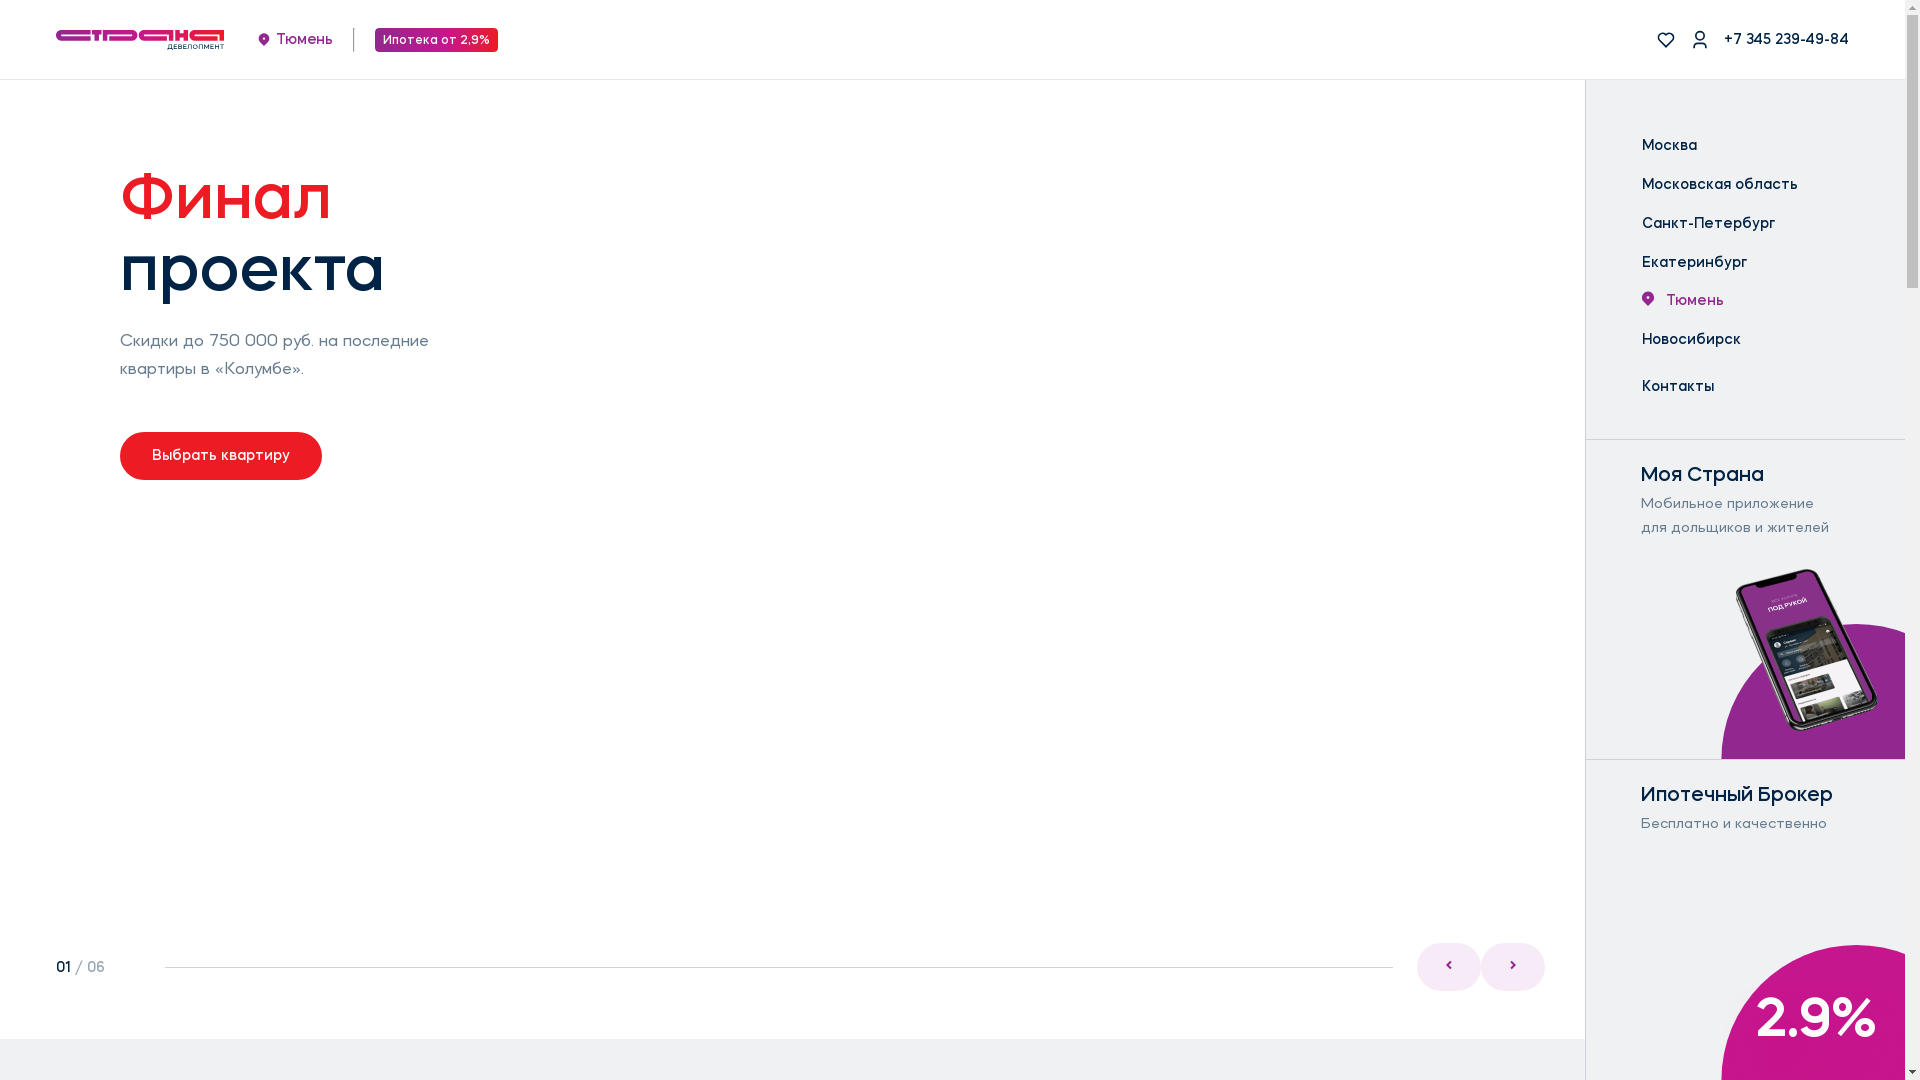 страна
ДЕВЕЛОПМЕНТ
Тюмень
Ипотека от 2,9%
+7 345 239-49-84
Финал
проекта
Скидки до 750 000 руб. на последние
квартиры в «Колумбе».
Выбрать квартиру
01 / 06
Москва
Московская область
Санкт-Петербург
Екатеринбург
Тюмень
Новосибирск
Контакты
Моя Страна
Мобильное приложение
для дольщиков и жителей
ПОД РУКОЙ
Ипотечный Брокер
Бесплатно и качественно
2.9%